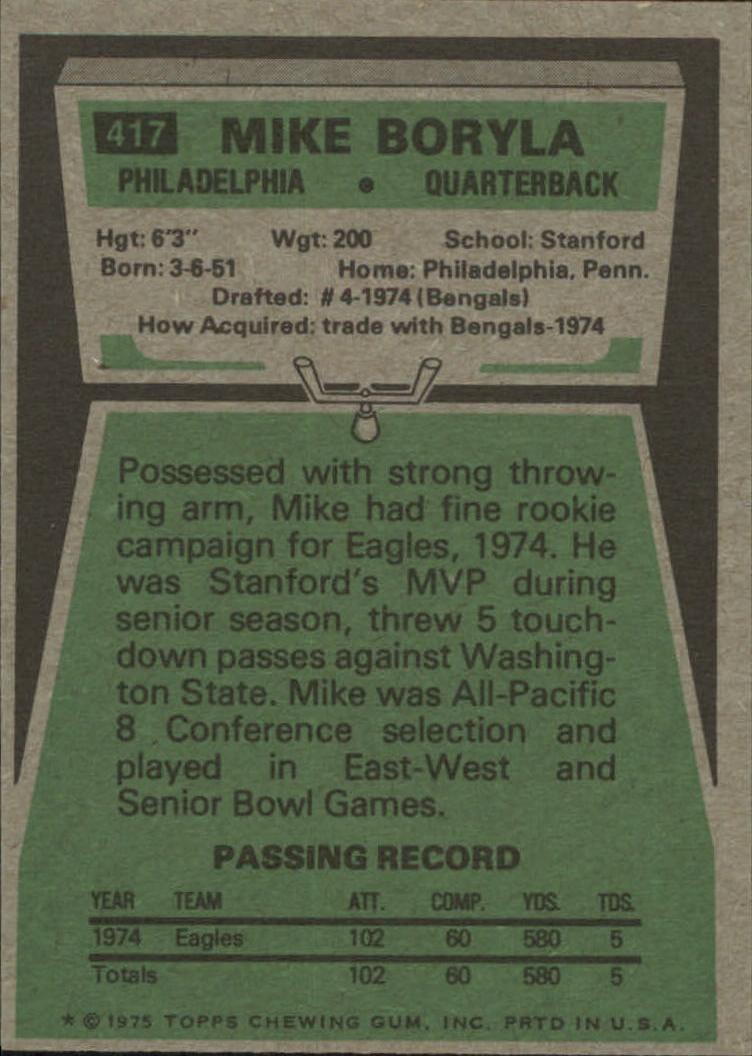 417 MIKE BORYLA
PHILADELPHIA • QUARTERBACK
Hgt: 6'3" Wgt: 200 School: Stanford
Born: 3-6-51 Home: Philadelphia, Penn.
Drafted: #4-1974 (Bengals)
How Acquired: trade with Bengals-1974
Possessed with strong throw-
ing arm, Mike had fine rookie
campaign for Eagles, 1974. He
was Stanford's MVP during
senior season, threw 5 touch-
down passes against Washing-
ton State. Mike was All-Pacific
8 Conference selection and
played in East-West and
Senior Bowl Games.
PASSING RECORD
YEAR TEAM ATT. COMP. YDS. TDS.
1974 Eagles 102 60 580 5
Totals 102 60 580 5
* © 1975 TOPPS CHEWING GUM, INC. PRTD IN U.S.A.